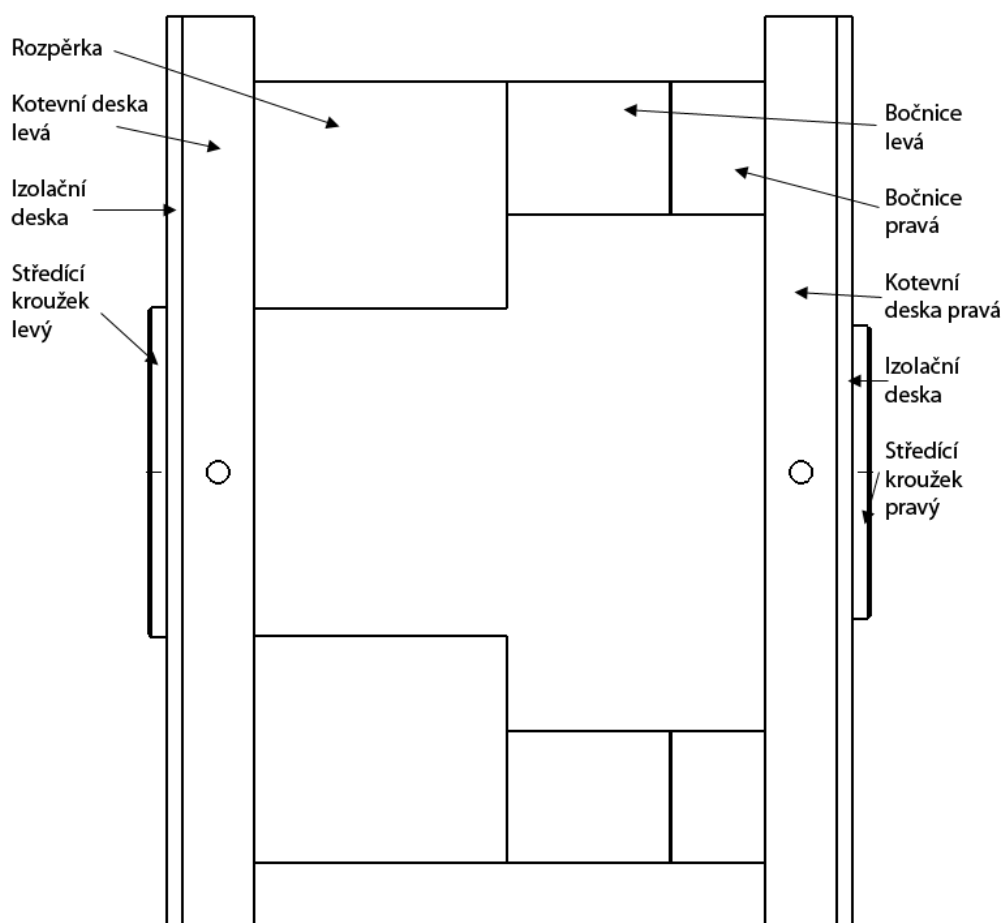 Rozpěrka
Kotevní deska
levá
Izolační
deska
Středící
kroužek
levý
Bočnice
levá
Bočnice
pravá
Kotevní
deska pravá
Izolační
deska
Středící
kroužek
pravý